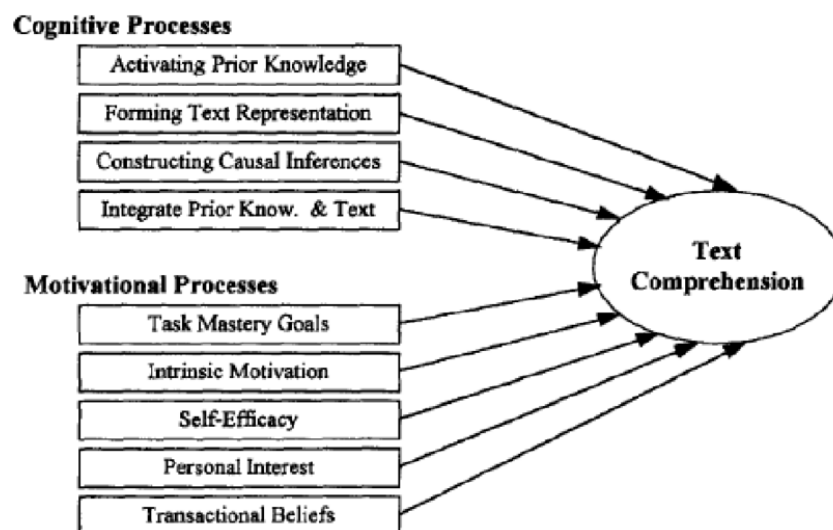 Cognitive Processes
Activating Prior Knowledge
Forming Text Representation
Constructing Causal Inferences
Integrate Prior Know. & Text
Text
Comprehension
Motivational Processes
Task Mastery Goals
Intrinsic Motivation
Self-Efficacy
Personal Interest
Transactional Beliefs